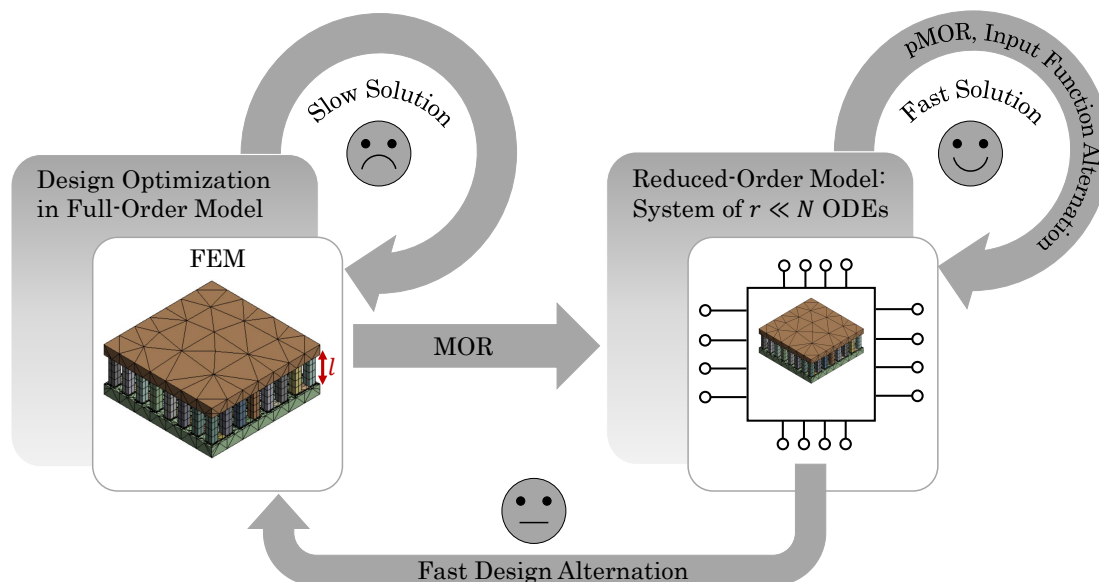 Slow Solution
pMOR, Input Function Alternation
Fast Solution
Design Optimization
in Full-Order Model
Reduced-Order Model:
System of r ≪ N ODEs
FEM
l
MOR
Fast Design Alternation